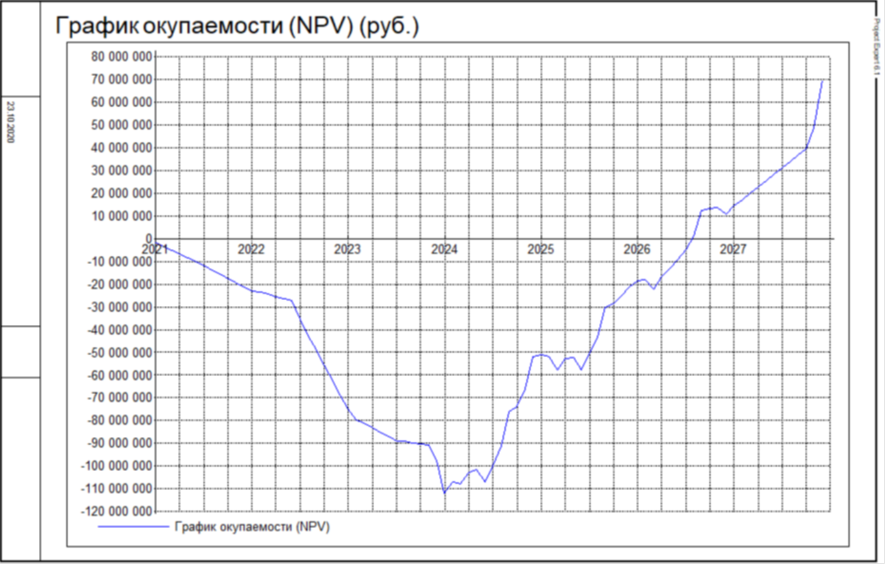 График окупаемости (NPV) (руб.)
Project Expert 6.1
23.10.2020
80 000 000
70 000 000
60 000 000
50 000 000
40 000 000
30 000 000
20 000 000
10 000 000
0
2021 2022 2023 2024 2025 2026 2027
-10 000 000
-20 000 000
-30 000 000
-40 000 000
-50 000 000
-60 000 000
-70 000 000
-80 000 000
-90 000 000
-100 000 000
-110 000 000
-120 000 000
График окупаемости (NPV)